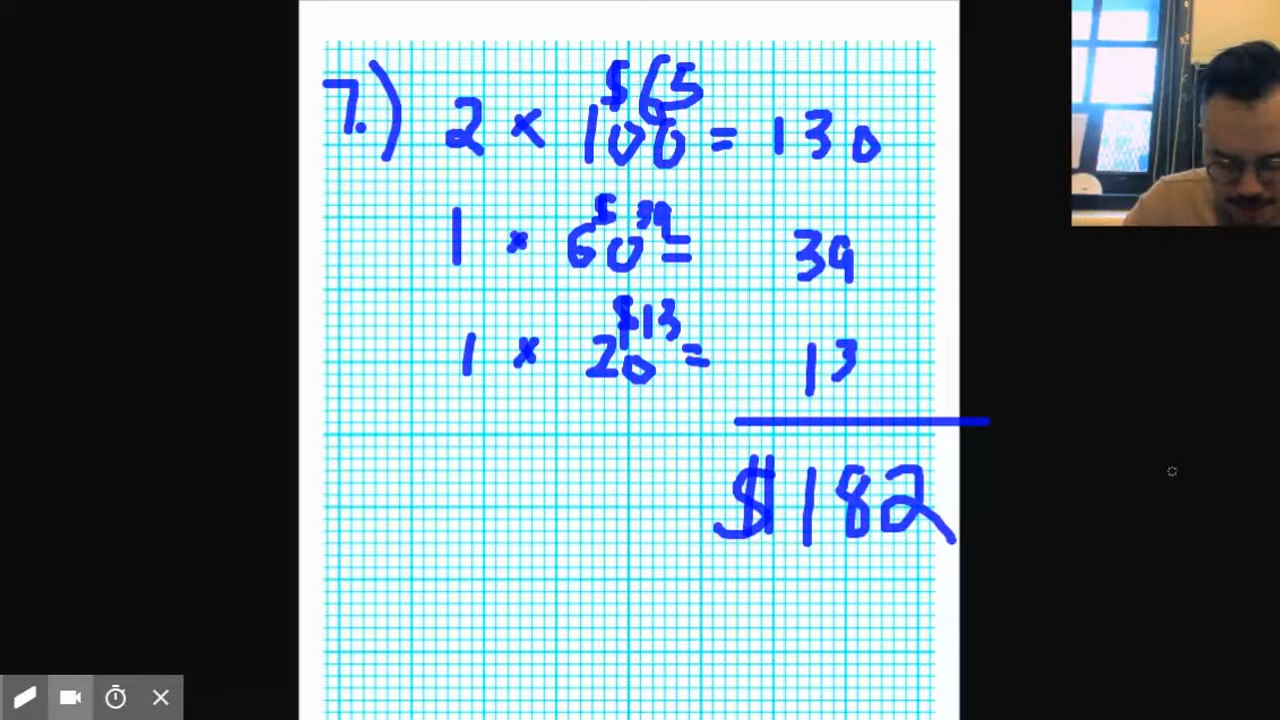 7.) 2 × 100 $65 = 130
1 × 60 $39 = 39
1 × 20 $13 = 13
$182